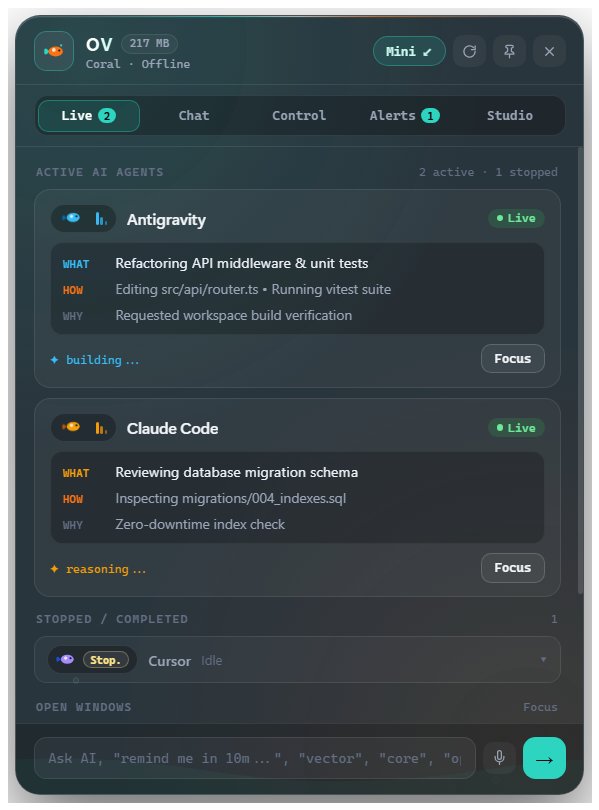 OV 217 MB
Coral · Offline
Mini ↙
Live 2 Chat Control Alerts 1 Studio
ACTIVE AI AGENTS 2 active · 1 stopped
Antigravity Live
WHAT Refactoring API middleware & unit tests
HOW Editing src/api/router.ts • Running vitest suite
WHY Requested workspace build verification
✦ building... Focus
Claude Code Live
WHAT Reviewing database migration schema
HOW Inspecting migrations/004_indexes.sql
WHY Zero-downtime index check
✦ reasoning... Focus
STOPPED / COMPLETED 1
Stop. Cursor Idle
OPEN WINDOWS Focus
Ask AI, "remind me in 10m...", "vector", "core", "o